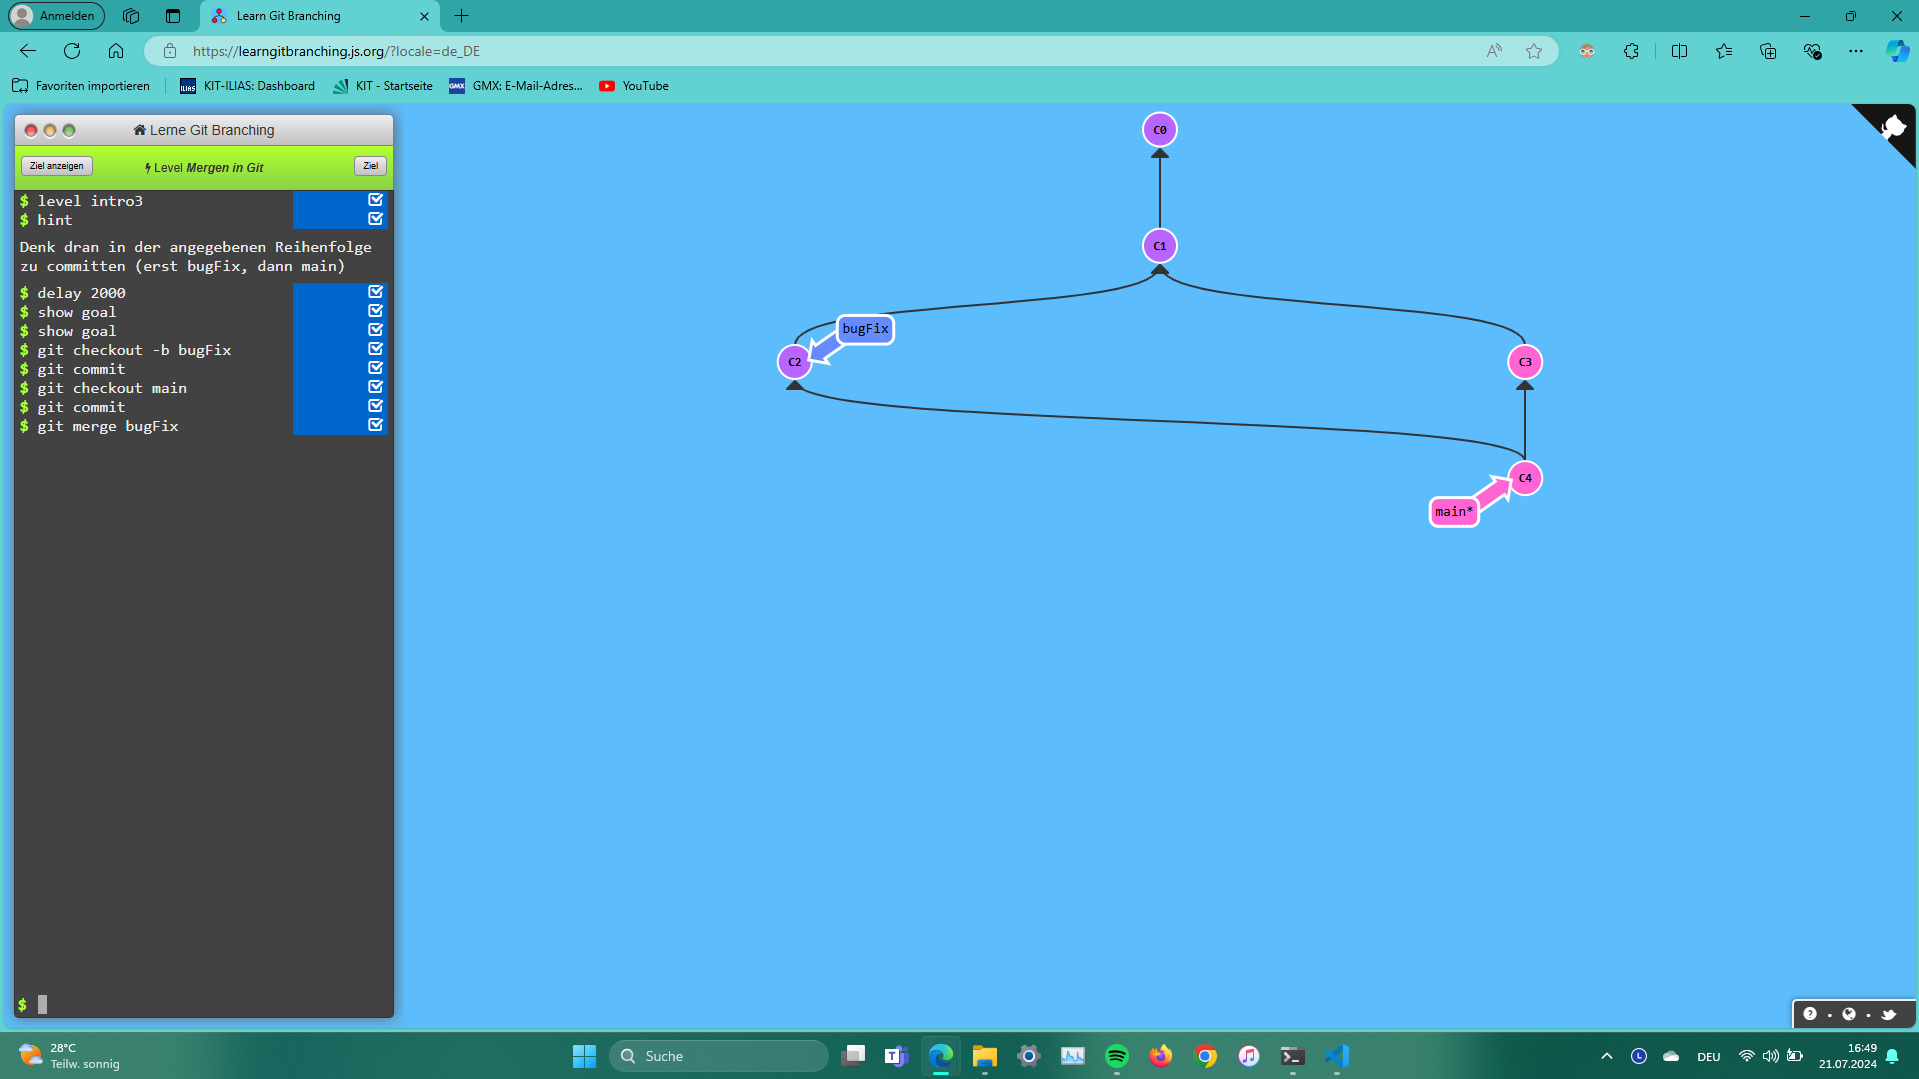 Anmelden
Learn Git Branching
https://learngitbranching.js.org/?locale=de_DE
Favoriten importieren
ILIAS
KIT-ILIAS: Dashboard
KIT - Startseite
GMX
GMX: E-Mail-Adres...
YouTube
Lerne Git Branching
Ziel anzeigen
Level Mergen in Git
Ziel
$ level intro3
$ hint
Denk dran in der angegebenen Reihenfolge
zu committen (erst bugFix, dann main)
$ delay 2000
$ show goal
$ show goal
$ git checkout -b bugFix
$ git commit
$ git checkout main
$ git commit
$ git merge bugFix
$
C0
C1
bugFix
C2
C3
C4
main*
28°C
Teilw. sonnig
Suche
DEU
16:49
21.07.2024